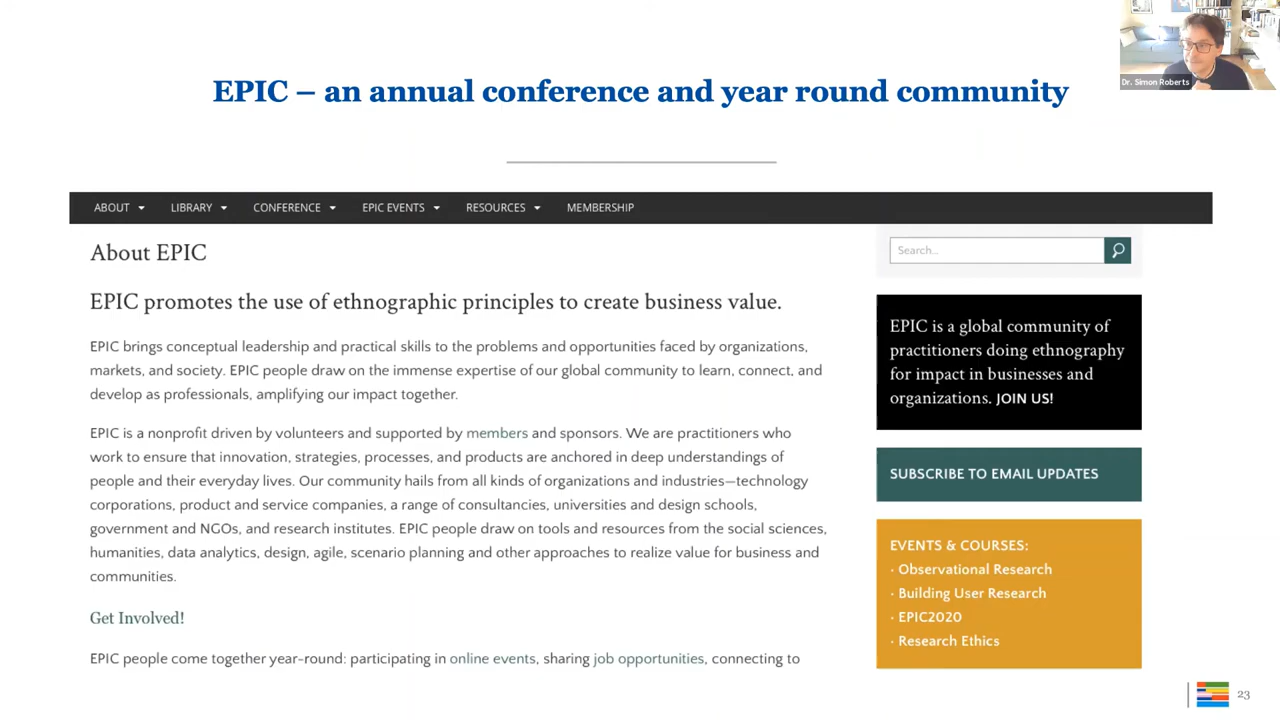 Dr. Simon Roberts
EPIC – an annual conference and year round community
ABOUT LIBRARY CONFERENCE EPIC EVENTS RESOURCES MEMBERSHIP
About EPIC
EPIC promotes the use of ethnographic principles to create business value.
EPIC brings conceptual leadership and practical skills to the problems and opportunities faced by organizations,
markets, and society. EPIC people draw on the immense expertise of our global community to learn, connect, and
develop as professionals, amplifying our impact together.
EPIC is a nonprofit driven by volunteers and supported by members and sponsors. We are practitioners who
work to ensure that innovation, strategies, processes, and products are anchored in deep understandings of
people and their everyday lives. Our community hails from all kinds of organizations and industries—technology
corporations, product and service companies, a range of consultancies, universities and design schools,
government and NGOs, and research institutes. EPIC people draw on tools and resources from the social sciences,
humanities, data analytics, design, agile, scenario planning and other approaches to realize value for business and
communities.
Get Involved!
EPIC people come together year-round: participating in online events, sharing job opportunities, connecting to
Search...
EPIC is a global community of
practitioners doing ethnography
for impact in businesses and
organizations. JOIN US!
SUBSCRIBE TO EMAIL UPDATES
EVENTS & COURSES:
· Observational Research
· Building User Research
· EPIC2020
· Research Ethics
23